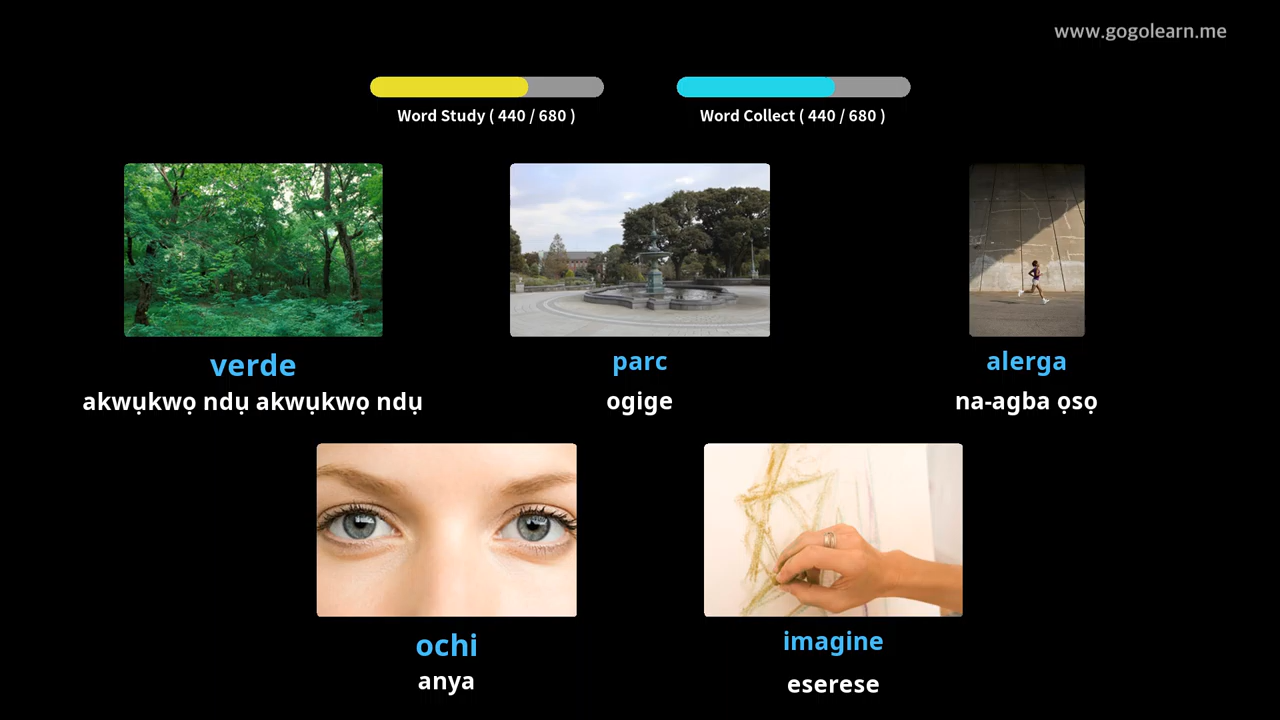 www.gogolearn.me
Word Study ( 440 / 680 )
Word Collect ( 440 / 680 )
verde
akwụkwọ ndụ akwụkwọ ndụ
parc
ogige
alerga
na-agba ọsọ
ochi
anya
imagine
eserese